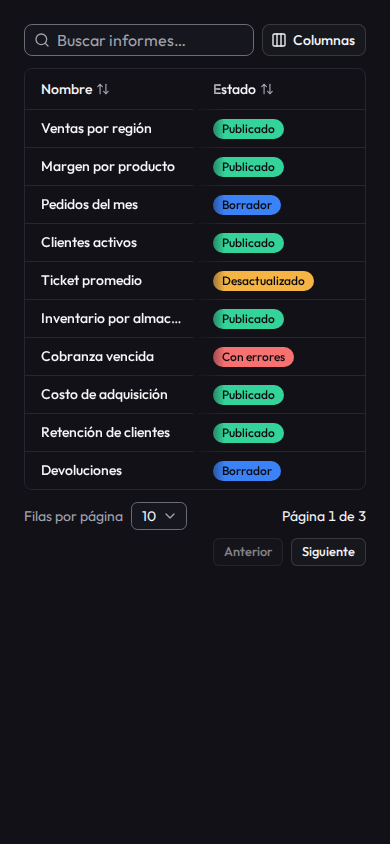 Buscar informes...
Columnas
Nombre Estado
Ventas por región Publicado
Margen por producto Publicado
Pedidos del mes Borrador
Clientes activos Publicado
Ticket promedio Desactualizado
Inventario por almac... Publicado
Cobranza vencida Con errores
Costo de adquisición Publicado
Retención de clientes Publicado
Devoluciones Borrador
Filas por página 10 Página 1 de 3
Anterior Siguiente